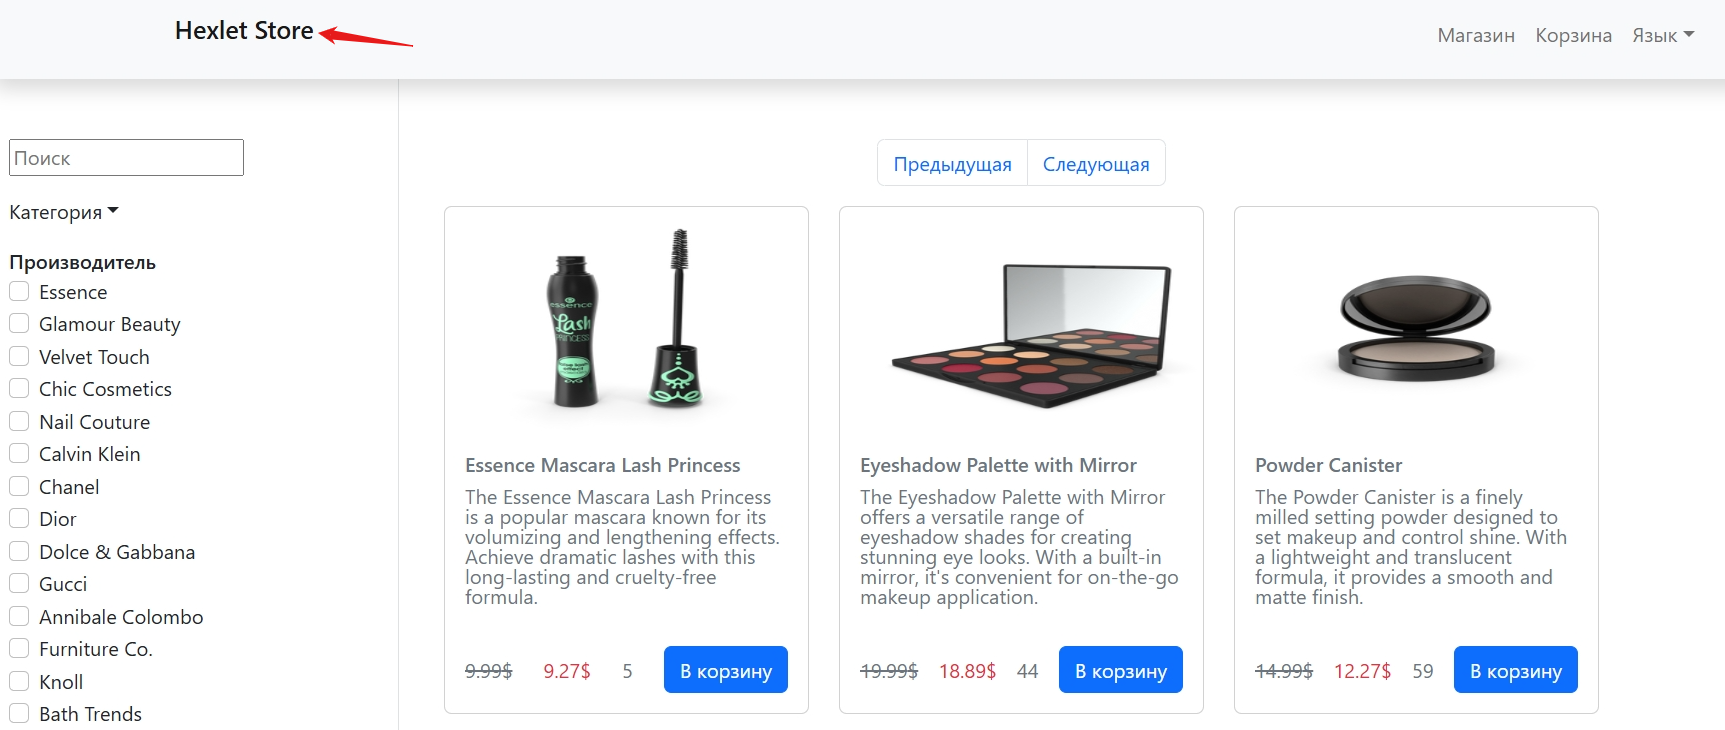 Hexlet Store
Магазин Корзина Язык
Поиск
Категория
Производитель
Essence
Glamour Beauty
Velvet Touch
Chic Cosmetics
Nail Couture
Calvin Klein
Chanel
Dior
Dolce & Gabbana
Gucci
Annibale Colombo
Furniture Co.
Knoll
Bath Trends
Предыдущая Следующая
essence
Lash
PRINCESS
Essence Mascara Lash Princess
The Essence Mascara Lash Princess
is a popular mascara known for its
volumizing and lengthening effects.
Achieve dramatic lashes with this
long-lasting and cruelty-free
formula.
9.99$ 9.27$ 5 В корзину
Eyeshadow Palette with Mirror
The Eyeshadow Palette with Mirror
offers a versatile range of
eyeshadow shades for creating
stunning eye looks. With a built-in
mirror, it's convenient for on-the-go
makeup application.
19.99$ 18.89$ 44 В корзину
Powder Canister
The Powder Canister is a finely
milled setting powder designed to
set makeup and control shine. With
a lightweight and translucent
formula, it provides a smooth and
matte finish.
14.99$ 12.27$ 59 В корзину